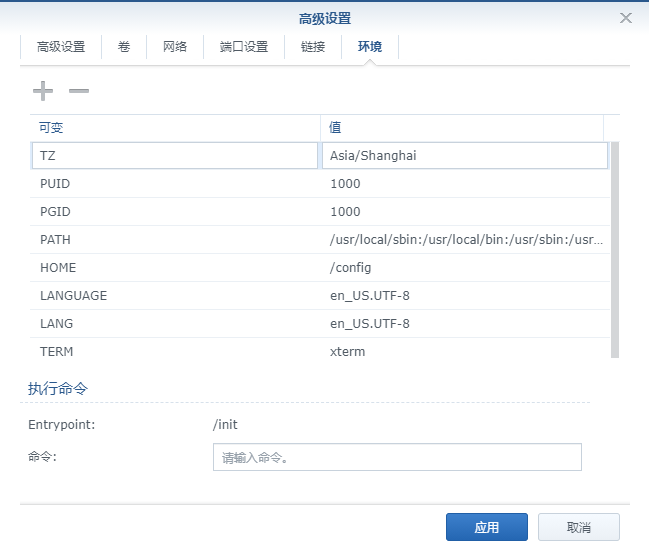 高级设置
高级设置 卷 网络 端口设置 链接 环境
可变 值
TZ Asia/Shanghai
PUID 1000
PGID 1000
PATH /usr/local/sbin:/usr/local/bin:/usr/sbin:/usr...
HOME /config
LANGUAGE en_US.UTF-8
LANG en_US.UTF-8
TERM xterm
执行命令
Entrypoint: /init
命令: 请输入命令。
应用 取消